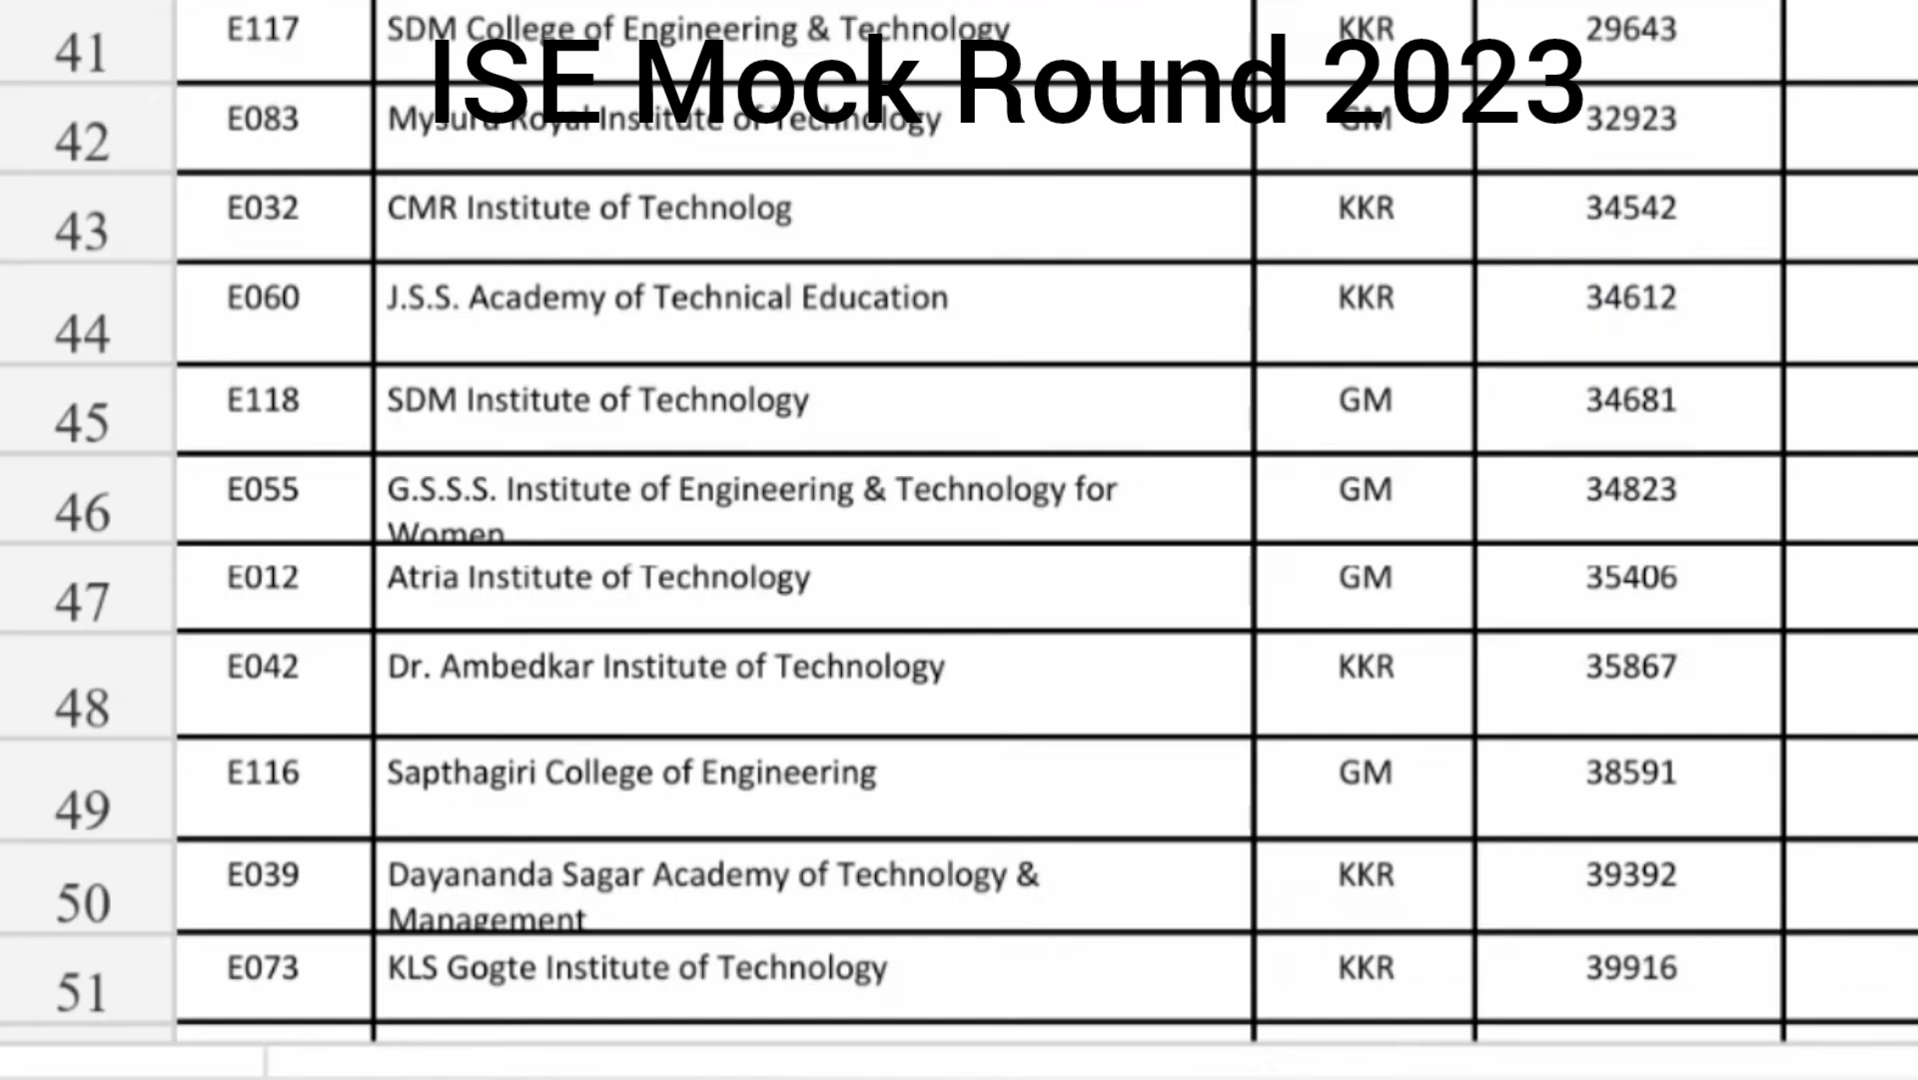 ISE Mock Round 2023
41 E117 SDM College of Engineering & Technology KKR 29643
42 E083 Mysuru Royal Institute of Technology GM 32923
43 E032 CMR Institute of Technolog KKR 34542
44 E060 J.S.S. Academy of Technical Education KKR 34612
45 E118 SDM Institute of Technology GM 34681
46 E055 G.S.S.S. Institute of Engineering & Technology for GM 34823
Women
47 E012 Atria Institute of Technology GM 35406
48 E042 Dr. Ambedkar Institute of Technology KKR 35867
49 E116 Sapthagiri College of Engineering GM 38591
50 E039 Dayananda Sagar Academy of Technology & KKR 39392
Management
51 E073 KLS Gogte Institute of Technology KKR 39916